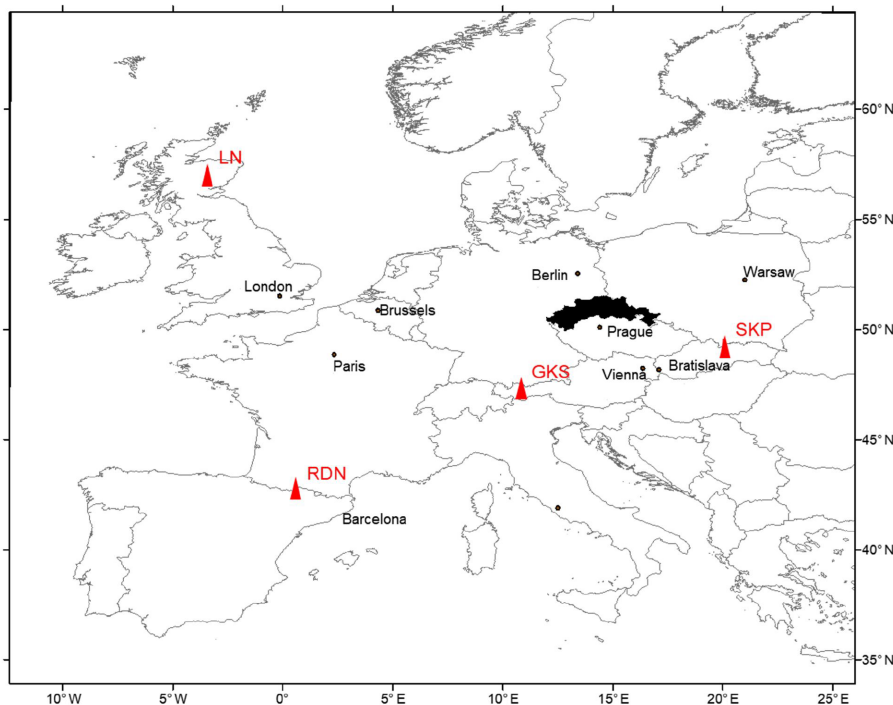 60° N
LN
55° N
Berlin
Warsaw
London
Brussels
50° N
Prague
SKP
Paris
GKS
Vienna
Bratislava
45° N
RDN
Barcelona
40° N
35° N
10° W
5° W
0°
5° E
10° E
15° E
20° E
25° E